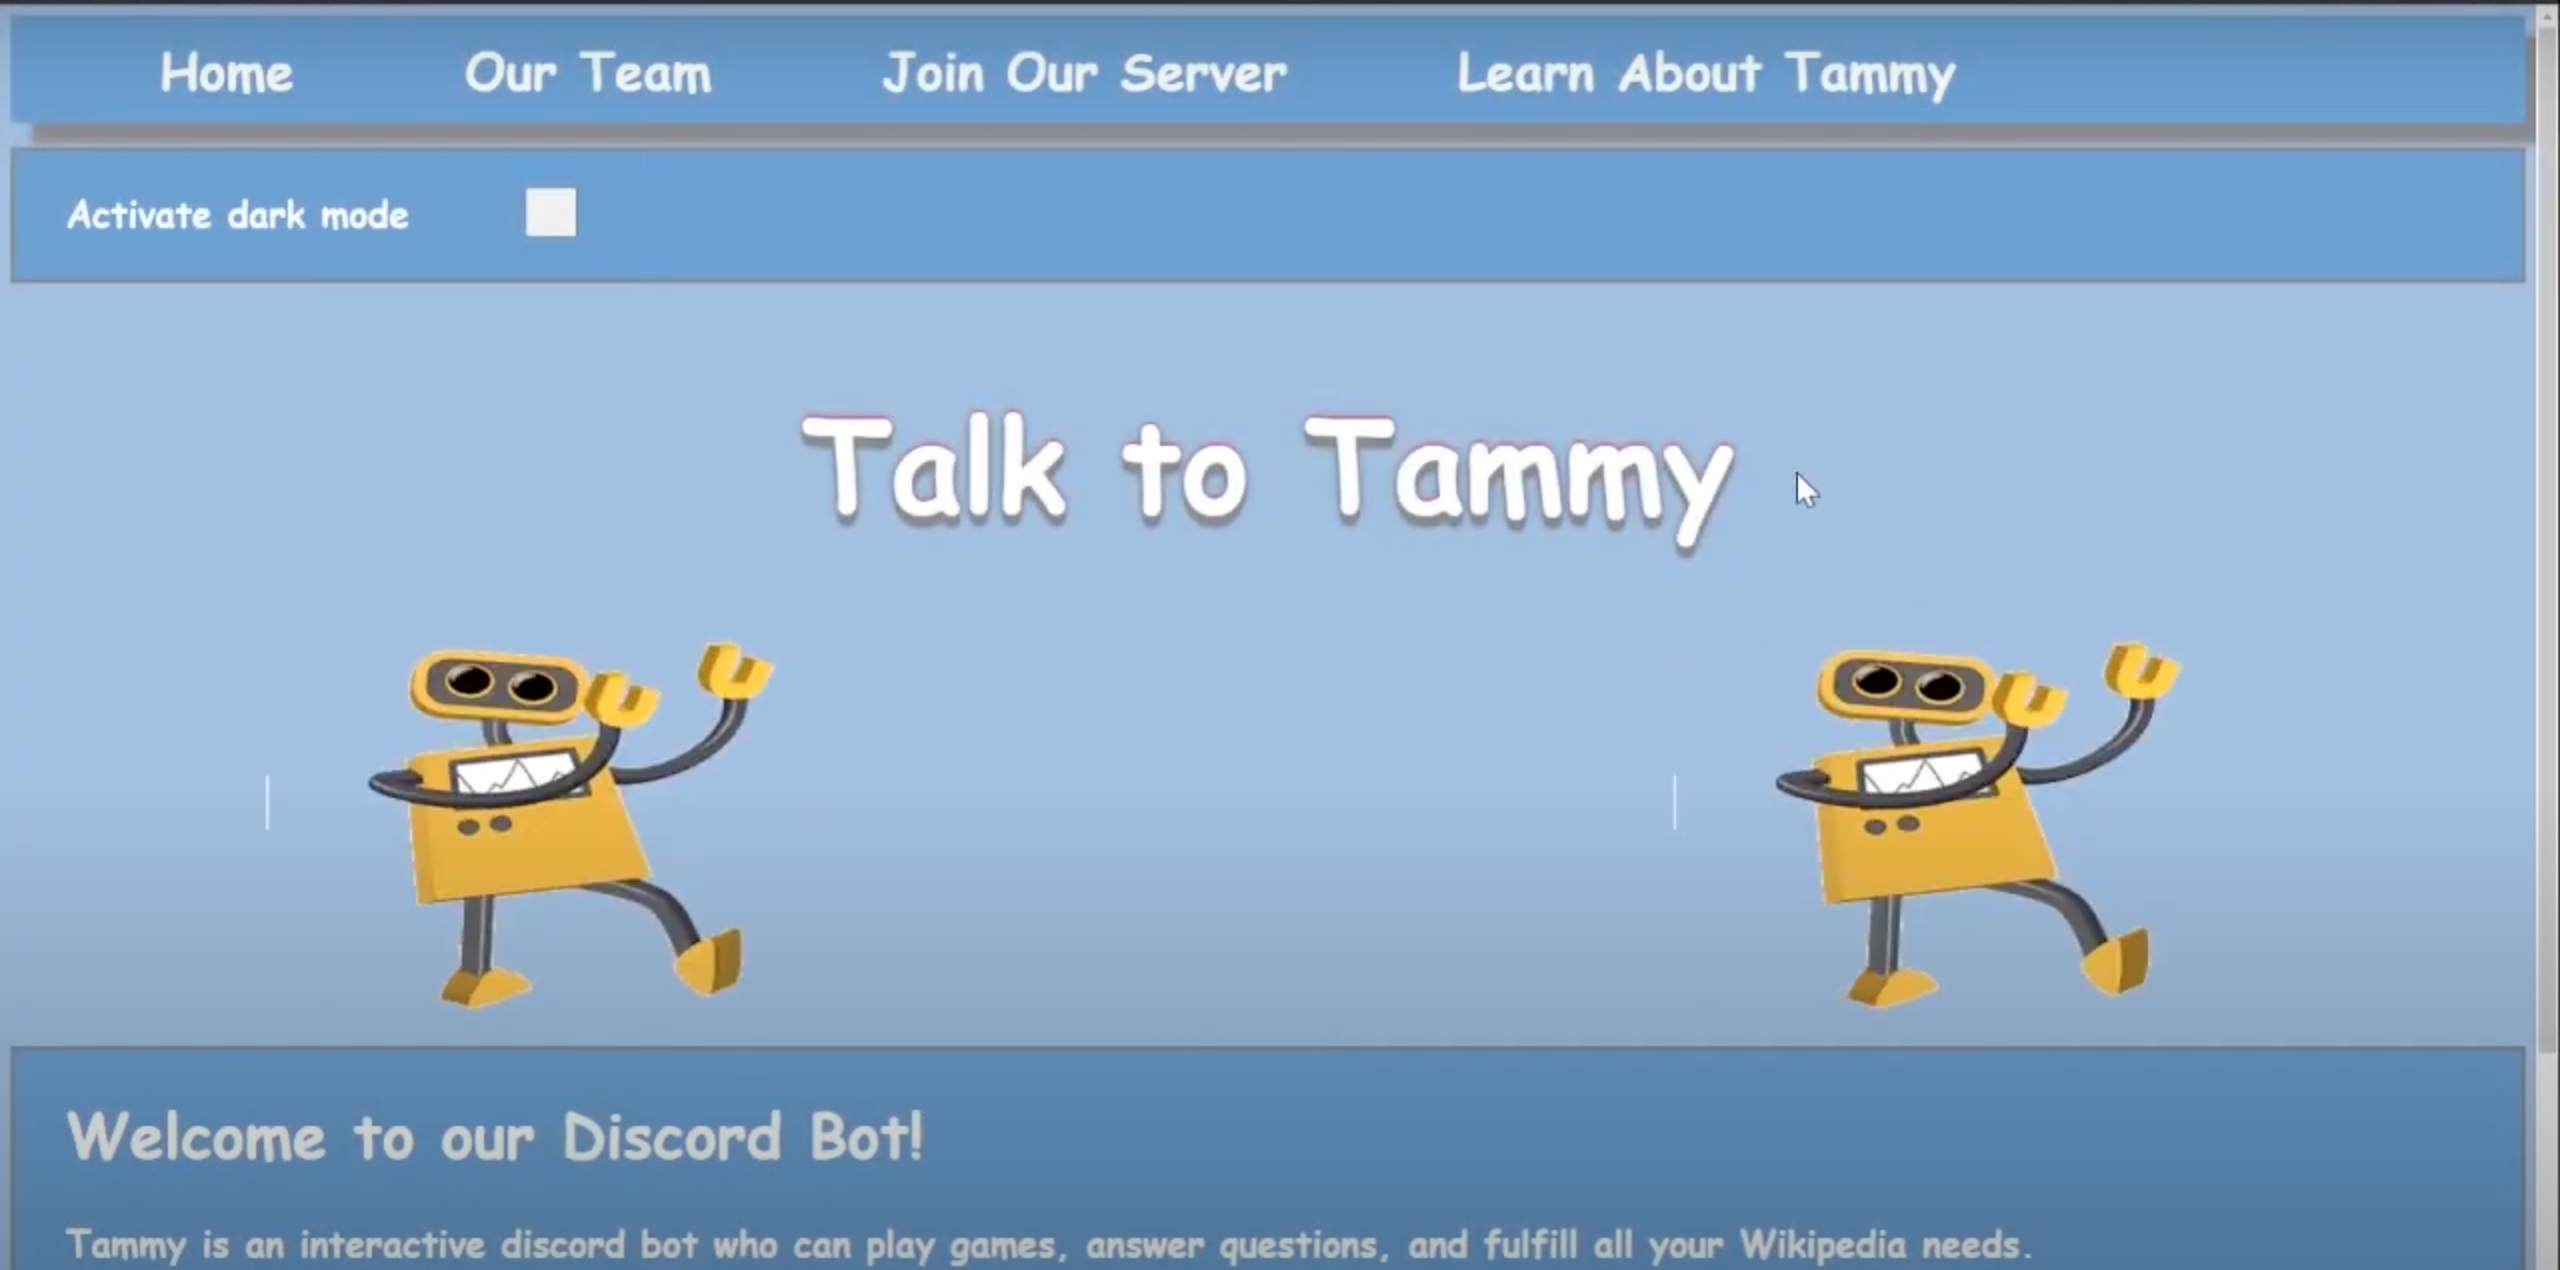 Home Our Team Join Our Server Learn About Tammy
Activate dark mode
Talk to Tammy
Welcome to our Discord Bot!
Tammy is an interactive discord bot who can play games, answer questions, and fulfill all your Wikipedia needs.